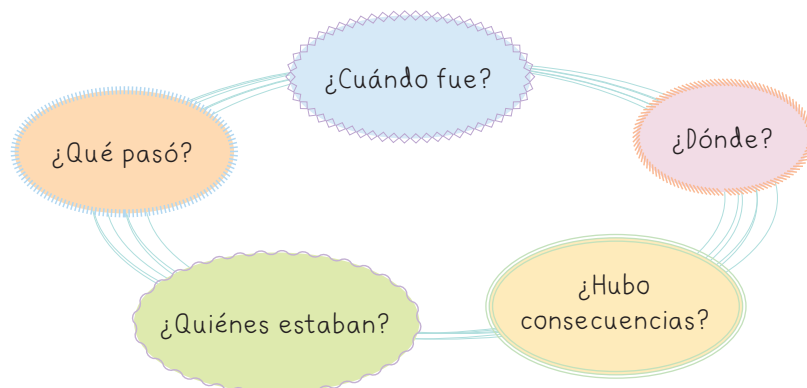 ¿Cuándo fue?
¿Qué pasó?
¿Dónde?
¿Quiénes estaban?
¿Hubo
consecuencias?